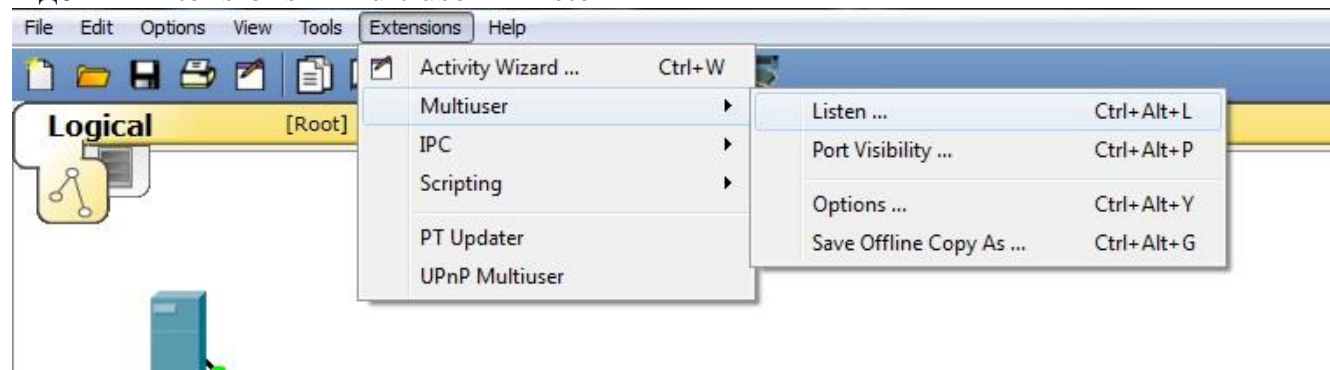 File Edit Options View Tools Extensions Help
Activity Wizard ... Ctrl+W
Multiuser
IPC
Scripting
PT Updater
UPnP Multiuser
Listen ... Ctrl+Alt+L
Port Visibility ... Ctrl+Alt+P
Options ... Ctrl+Alt+Y
Save Offline Copy As ... Ctrl+Alt+G
Logical [Root]